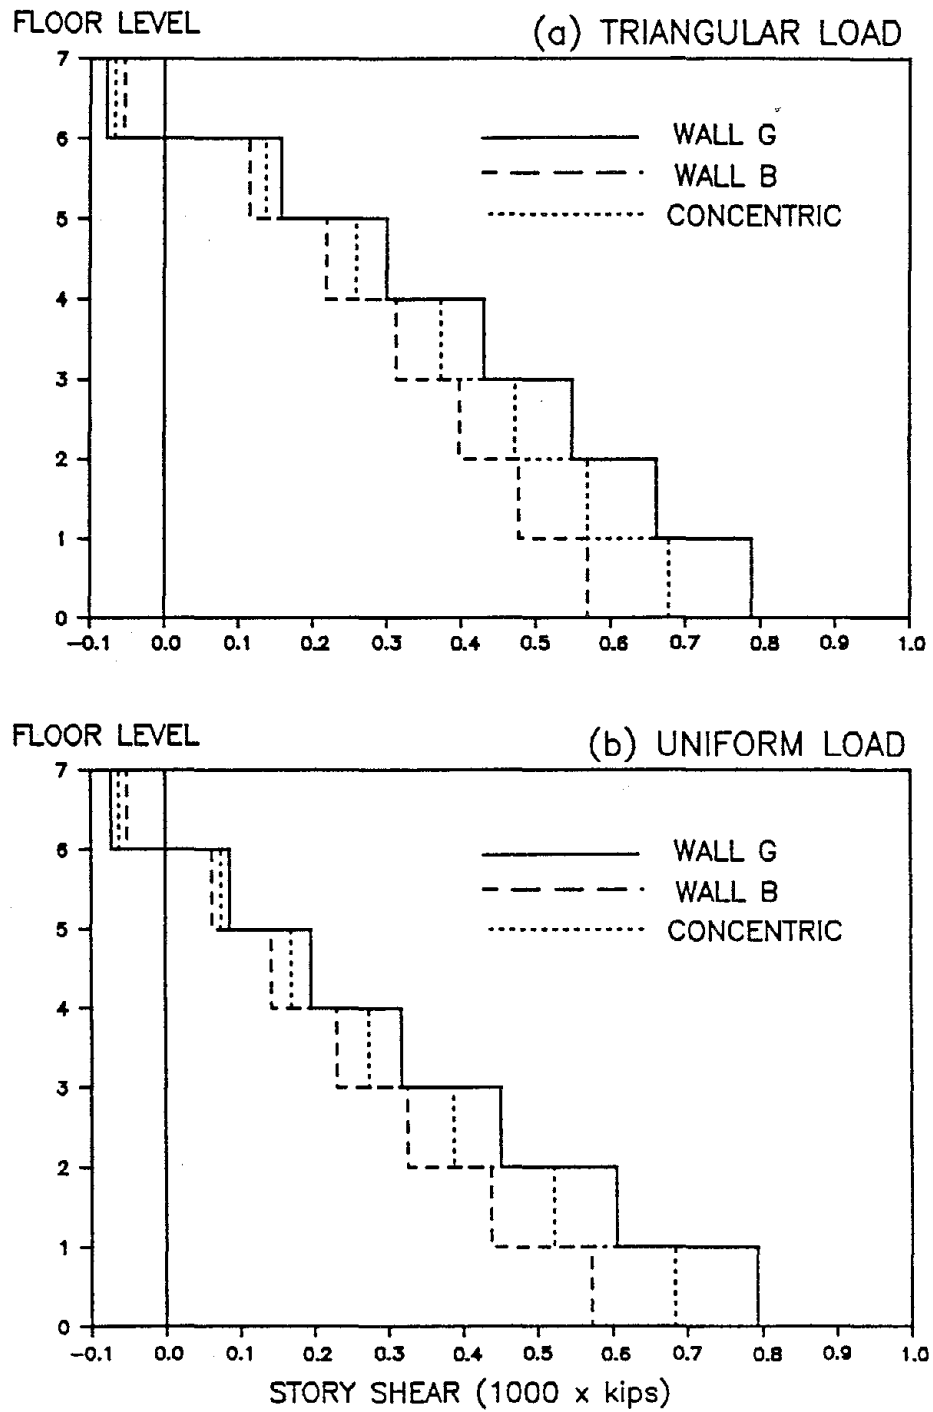 FLOOR LEVEL
(a) TRIANGULAR LOAD
7
6
5
4
3
2
1
0
WALL G
WALL B
CONCENTRIC
-0.1 0.0 0.1 0.2 0.3 0.4 0.5 0.6 0.7 0.8 0.9 1.0
FLOOR LEVEL
(b) UNIFORM LOAD
7
6
5
4
3
2
1
0
WALL G
WALL B
CONCENTRIC
-0.1 0.0 0.1 0.2 0.3 0.4 0.5 0.6 0.7 0.8 0.9 1.0
STORY SHEAR (1000 x kips)